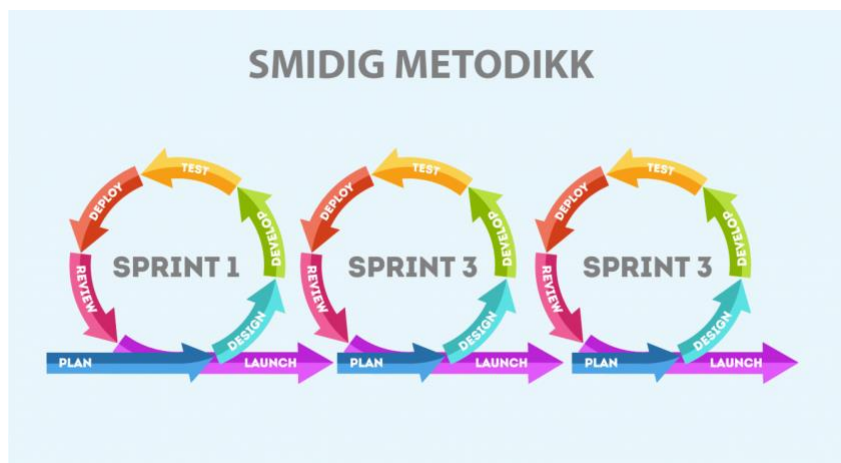 SMIDIG METODIKK
SPRINT 1
PLAN
DESIGN
DEVELOP
TEST
DEPLOY
REVIEW
LAUNCH
SPRINT 3
PLAN
DESIGN
DEVELOP
TEST
DEPLOY
REVIEW
LAUNCH
SPRINT 3
PLAN
DESIGN
DEVELOP
TEST
DEPLOY
REVIEW
LAUNCH